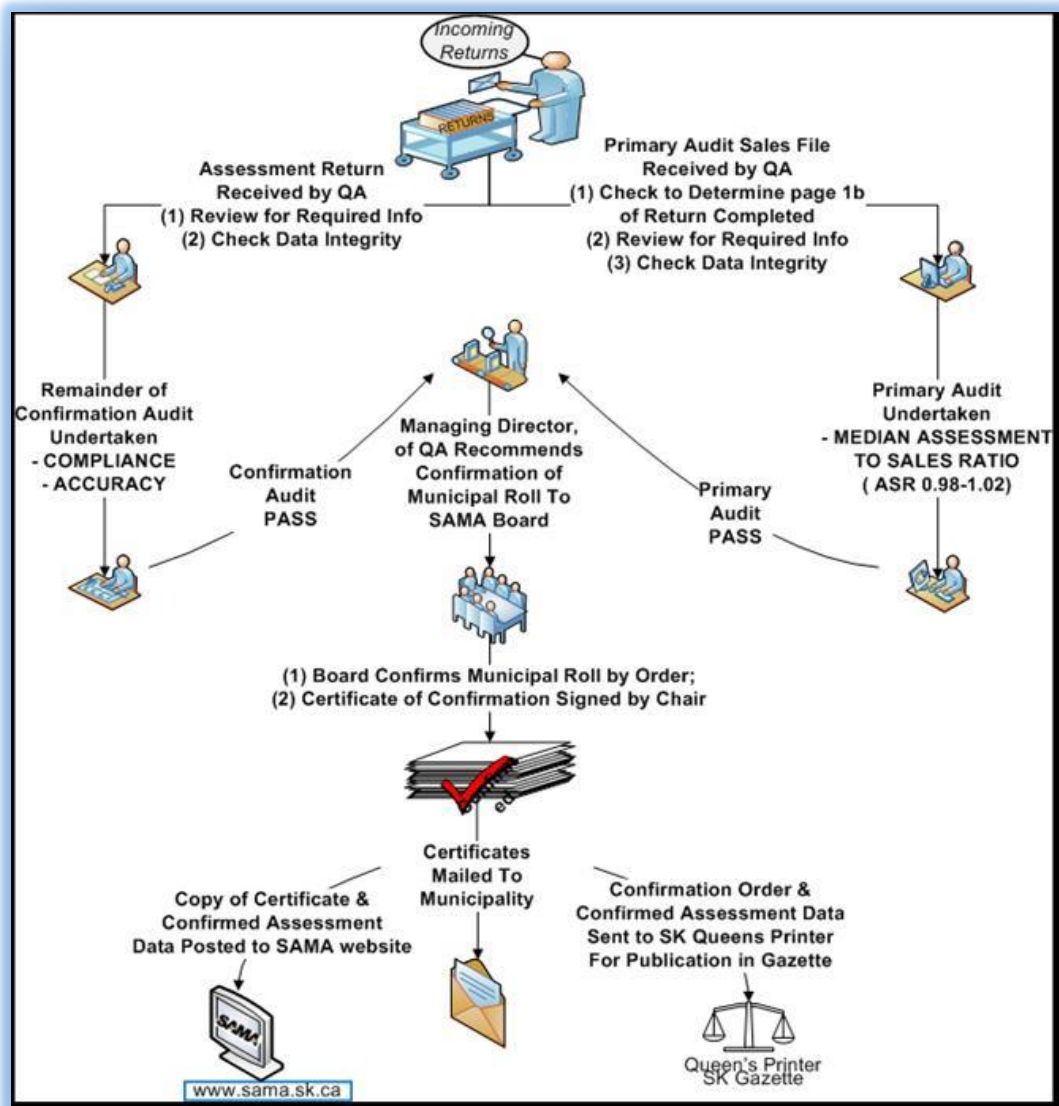 Incoming
Returns
RETURNS
Assessment Return
Received by QA
(1) Review for Required Info
(2) Check Data Integrity
Primary Audit Sales File
Received by QA
(1) Check to Determine page 1b
of Return Completed
(2) Review for Required Info
(3) Check Data Integrity
Remainder of
Confirmation Audit
Undertaken
- COMPLIANCE
- ACCURACY
Confirmation
Audit
PASS
Managing Director,
of QA Recommends
Confirmation of
Municipal Roll To
SAMA Board
Primary
Audit
PASS
Primary Audit
Undertaken
- MEDIAN ASSESSMENT
TO SALES RATIO
( ASR 0.98-1.02)
(1) Board Confirms Municipal Roll by Order;
(2) Certificate of Confirmation Signed by Chair
ed
Certificates
Mailed To
Municipality
Copy of Certificate &
Confirmed Assessment
Data Posted to SAMA website
Confirmation Order &
Confirmed Assessment Data
Sent to SK Queens Printer
For Publication in Gazette
SAMA
www.sama.sk.ca
Queen's Printer
SK Gazette